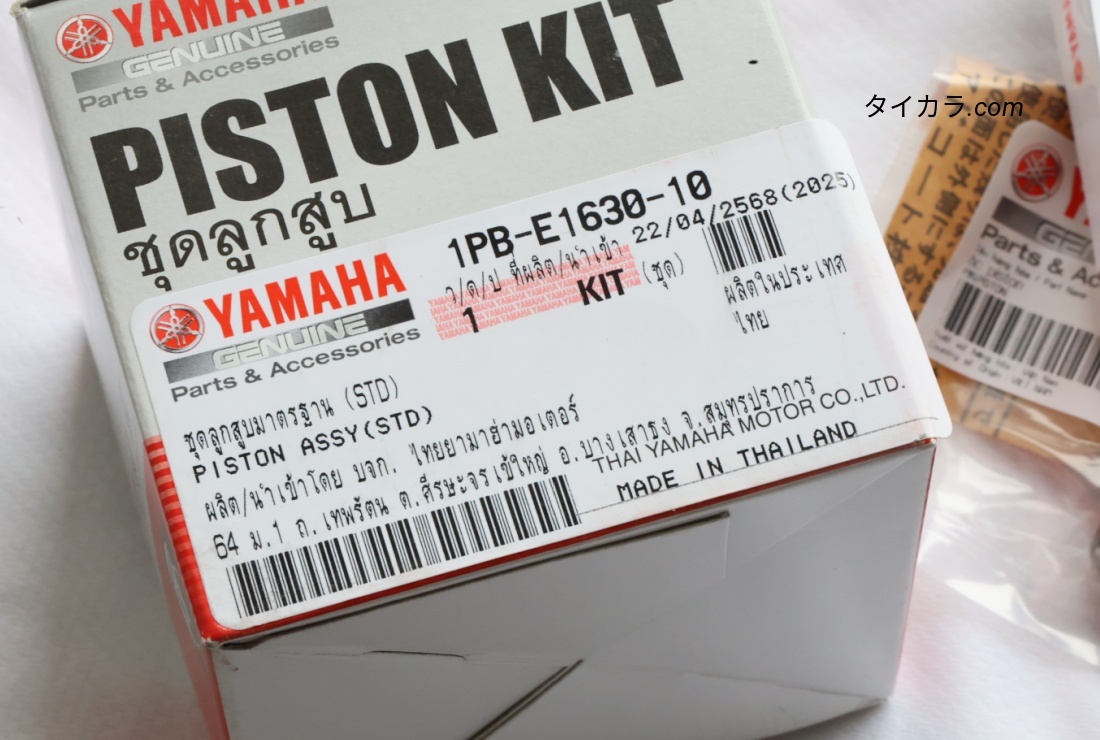 YAMAHA
GENUINE
Parts & Accessories
PISTON KIT
ชุดลูกสูบ
タイカラ.com
1PB-E1630-10
ว/ด/ป ที่ผลิต/นำเข้า 22/04/2568(2025)
1 KIT (ชุด)
ผลิตในประเทศ
ไทย
YAMAHA
GENUINE
Parts & Accessories
ชุดลูกสูบมาตรฐาน (STD)
PISTON ASSY(STD)
ผลิต/นำเข้าโดย บจก. ไทยยามาฮ่ามอเตอร์
64 ม.1 ถ.เทพรัตน ต.ศีรษะจรเข้ใหญ่ อ.บางเสาธง จ.สมุทรปราการ
THAI YAMAHA MOTOR CO.,LTD.
MADE IN THAILAND
Parts & Ac